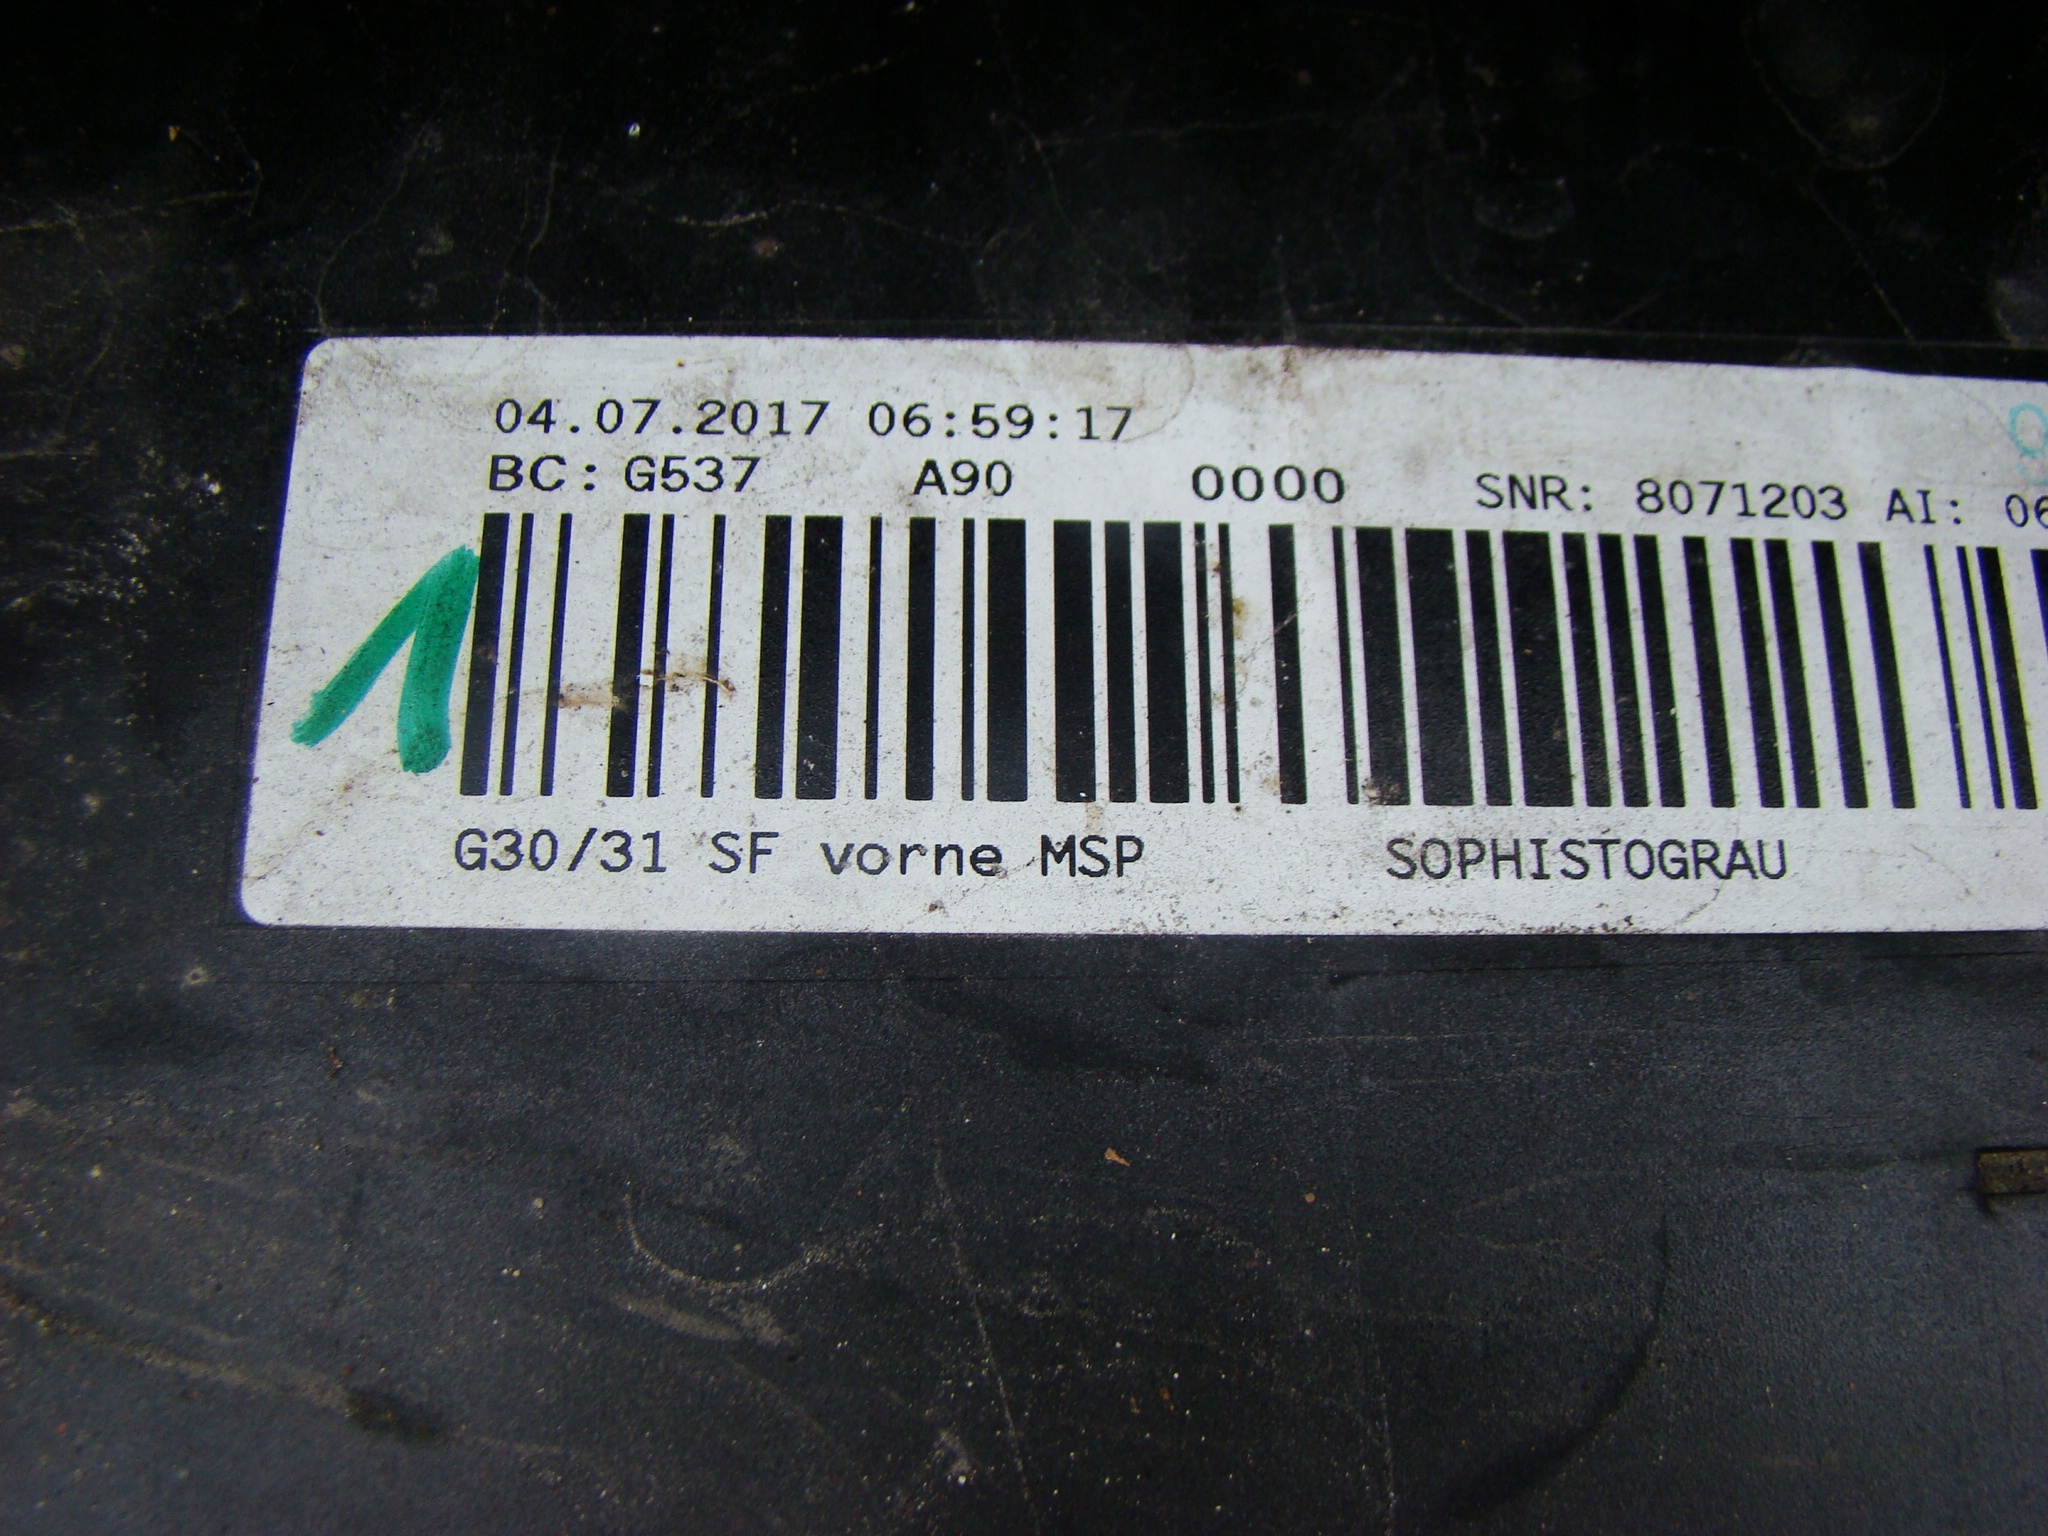 04.07.2017 06:59:17
BC: G537 A90 0000 SNR: 8071203 AI: 06
1
G30/31 SF vorne MSP SOPHISTOGRAU